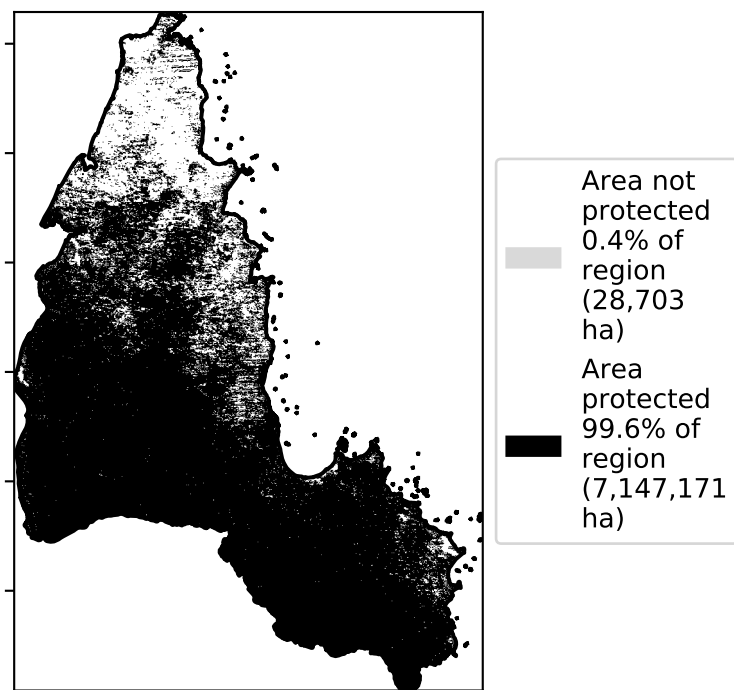 Area not
protected
0.4% of
region
(28,703
ha)
Area
protected
99.6% of
region
(7,147,171
ha)